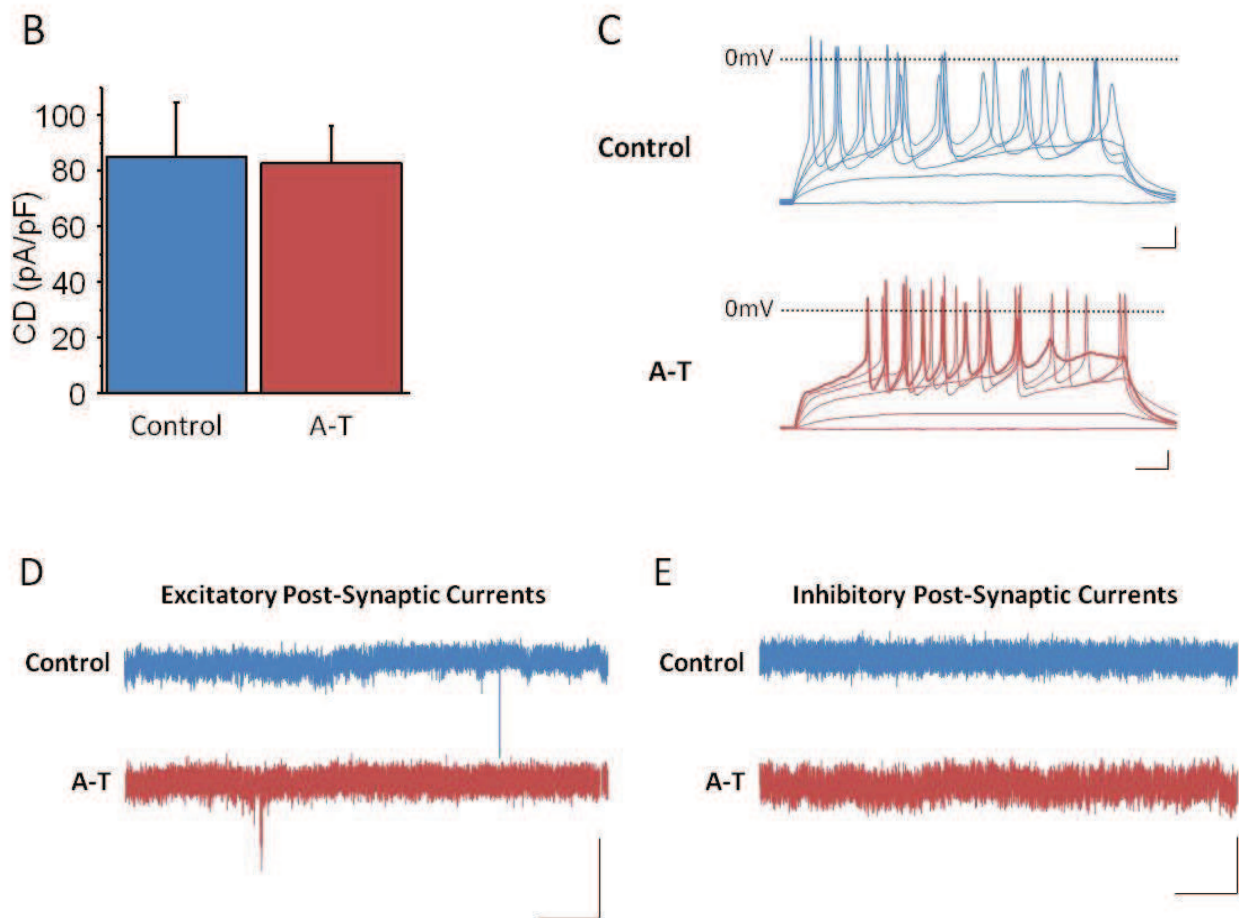 B
CD (pA/pF)
100
80
60
40
20
0
Control
A-T
C
0mV
Control
0mV
A-T
D
Excitatory Post-Synaptic Currents
Control
A-T
E
Inhibitory Post-Synaptic Currents
Control
A-T